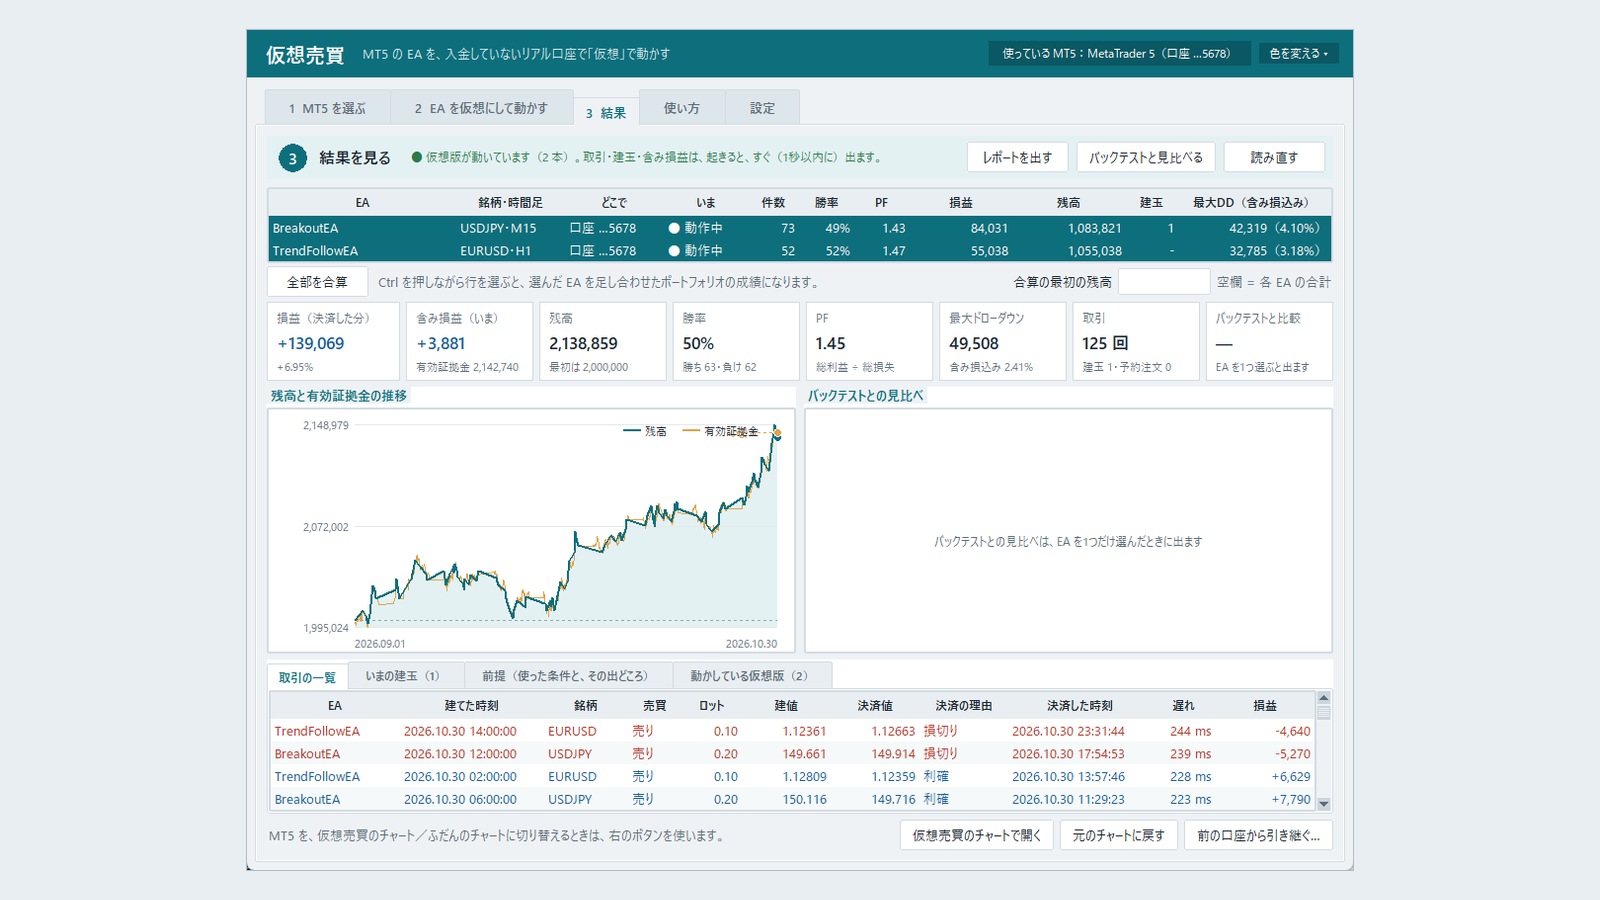 仮想売買 MT5 の EA を、入金していないリアル口座で「仮想」で動かす 使っている MT5：MetaTrader 5（口座 ...5678） 色を変える ▾
1 MT5 を選ぶ 2 EA を仮想にして動かす 3 結果 使い方 設定
3 結果を見る ● 仮想版が動いています（2 本）。取引・建玉・含み損益は、起きると、すぐ（1秒以内に）出ます。 レポートを出す バックテストと見比べる 読み直す
EA 銘柄・時間足 どこで いま 件数 勝率 PF 損益 残高 建玉 最大DD（含み損込み）
BreakoutEA USDJPY・M15 口座 ...5678 ● 動作中 73 49% 1.43 84,031 1,083,821 1 42,319（4.10%）
TrendFollowEA EURUSD・H1 口座 ...5678 ● 動作中 52 52% 1.47 55,038 1,055,038 - 32,785（3.18%）
全部を合算 Ctrl を押しながら行を選ぶと、選んだ EA を足し合わせたポートフォリオの成績になります。 合算の最初の残高 空欄 = 各 EA の合計
損益（決済した分） 含み損益（いま） 残高 勝率 PF 最大ドローダウン 取引 バックテストと比較
+139,069 +3,881 2,138,859 50% 1.45 49,508 125 回 —
+6.95% 有効証拠金 2,142,740 最初は 2,000,000 勝ち 63・負け 62 総利益 ÷ 総損失 含み損込み 2.41% 建玉 1・予約注文 0 EA を1つ選ぶと出ます
残高と有効証拠金の推移 バックテストとの見比べ
2,148,979 残高 有効証拠金
2,072,002
バックテストとの見比べは、EA を1つだけ選んだときに出ます
1,995,024
2026.09.01 2026.10.30
取引の一覧 いまの建玉（1） 前提（使った条件と、その出どころ） 動かしている仮想版（2）
EA 建てた時刻 銘柄 売買 ロット 建値 決済値 決済の理由 決済した時刻 遅れ 損益
TrendFollowEA 2026.10.30 14:00:00 EURUSD 売り 0.10 1.12361 1.12663 損切り 2026.10.30 23:31:44 244 ms -4,640
BreakoutEA 2026.10.30 12:00:00 USDJPY 売り 0.20 149.661 149.914 損切り 2026.10.30 17:54:53 239 ms -5,270
TrendFollowEA 2026.10.30 02:00:00 EURUSD 売り 0.10 1.12809 1.12359 利確 2026.10.30 13:57:46 228 ms +6,629
BreakoutEA 2026.10.30 06:00:00 USDJPY 売り 0.20 150.116 149.716 利確 2026.10.30 11:29:23 223 ms +7,790
MT5 を、仮想売買のチャート／ふだんのチャートに切り替えるときは、右のボタンを使います。 仮想売買のチャートで開く 元のチャートに戻す 前の口座から引き継ぐ...